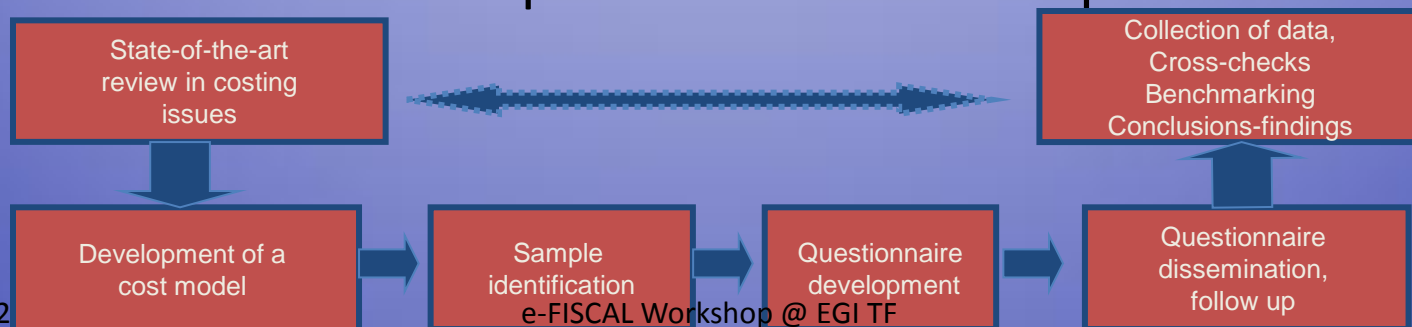 State-of-the-art
review in costing
issues
Collection of data,
Cross-checks
Benchmarking
Conclusions-findings
Development of a
cost model
Sample
identification
Questionnaire
development
Questionnaire
dissemination,
follow up
2
e-FISCAL Workshop @ EGI TF